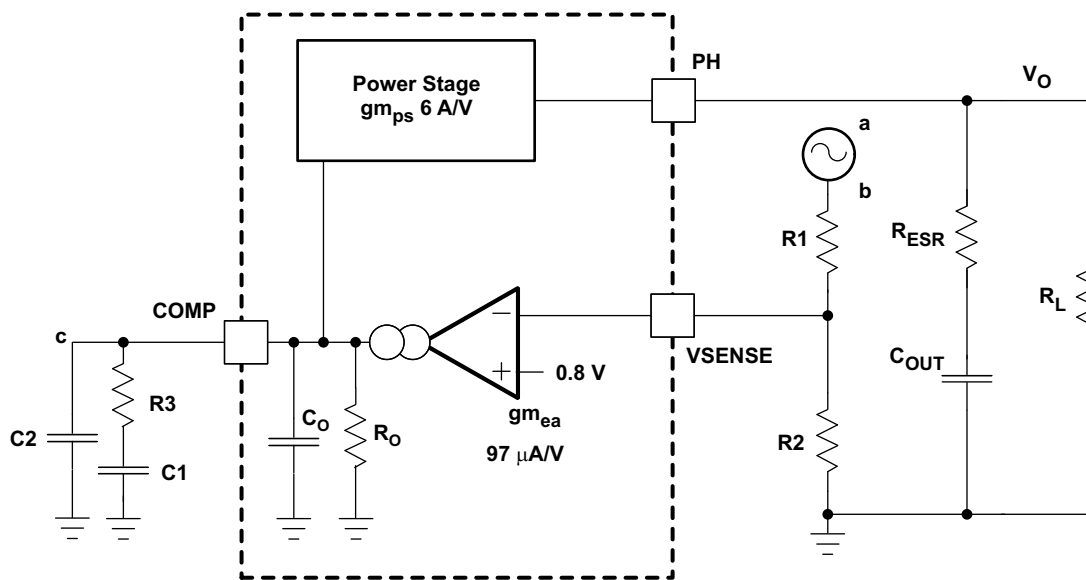 Power Stage
gm_ps 6 A/V
PH
V_O
a
b
R1
R_ESR
R_L
COMP
VSENSE
c
−
+
0.8 V
gm_ea
97 μA/V
R3
C2
C1
C_O
R_O
C_OUT
R2